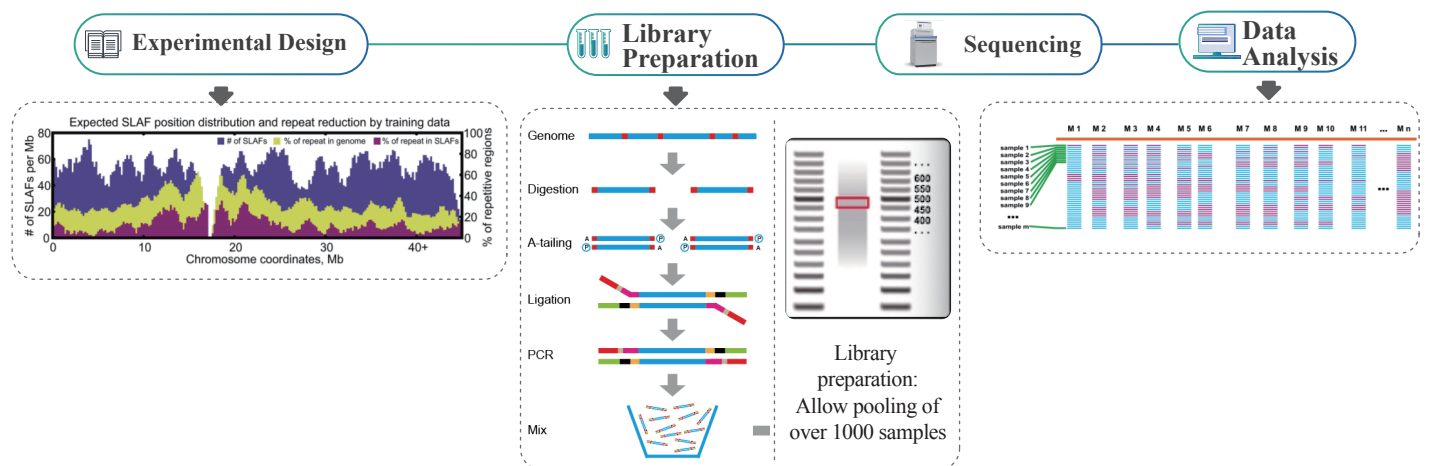 Experimental Design
Library
Preparation
Sequencing
Data
Analysis
Expected SLAF position distribution and repeat reduction by training data
# of SLAFs
% of repeat in genome
% of repeat in SLAFs
# of SLAFs per Mb
80
60
40
20
0
100
80
60
40
20
0
% of repetitive regions
0
10
20
30
40+
Chromosome coordinates, Mb
Genome
Digestion
A-tailing
A
P
P
A
A
P
P
A
Ligation
PCR
Mix
...
600
550
500
450
400
...
Library
preparation:
Allow pooling of
over 1000 samples
M 1 M 2 M 3 M 4 M 5 M 6 M 7 M 8 M 9 M 10 M 11 ... M n
sample 1
sample 2
sample 3
sample 4
sample 5
sample 6
sample 7
sample 8
sample 9
...
sample m
...